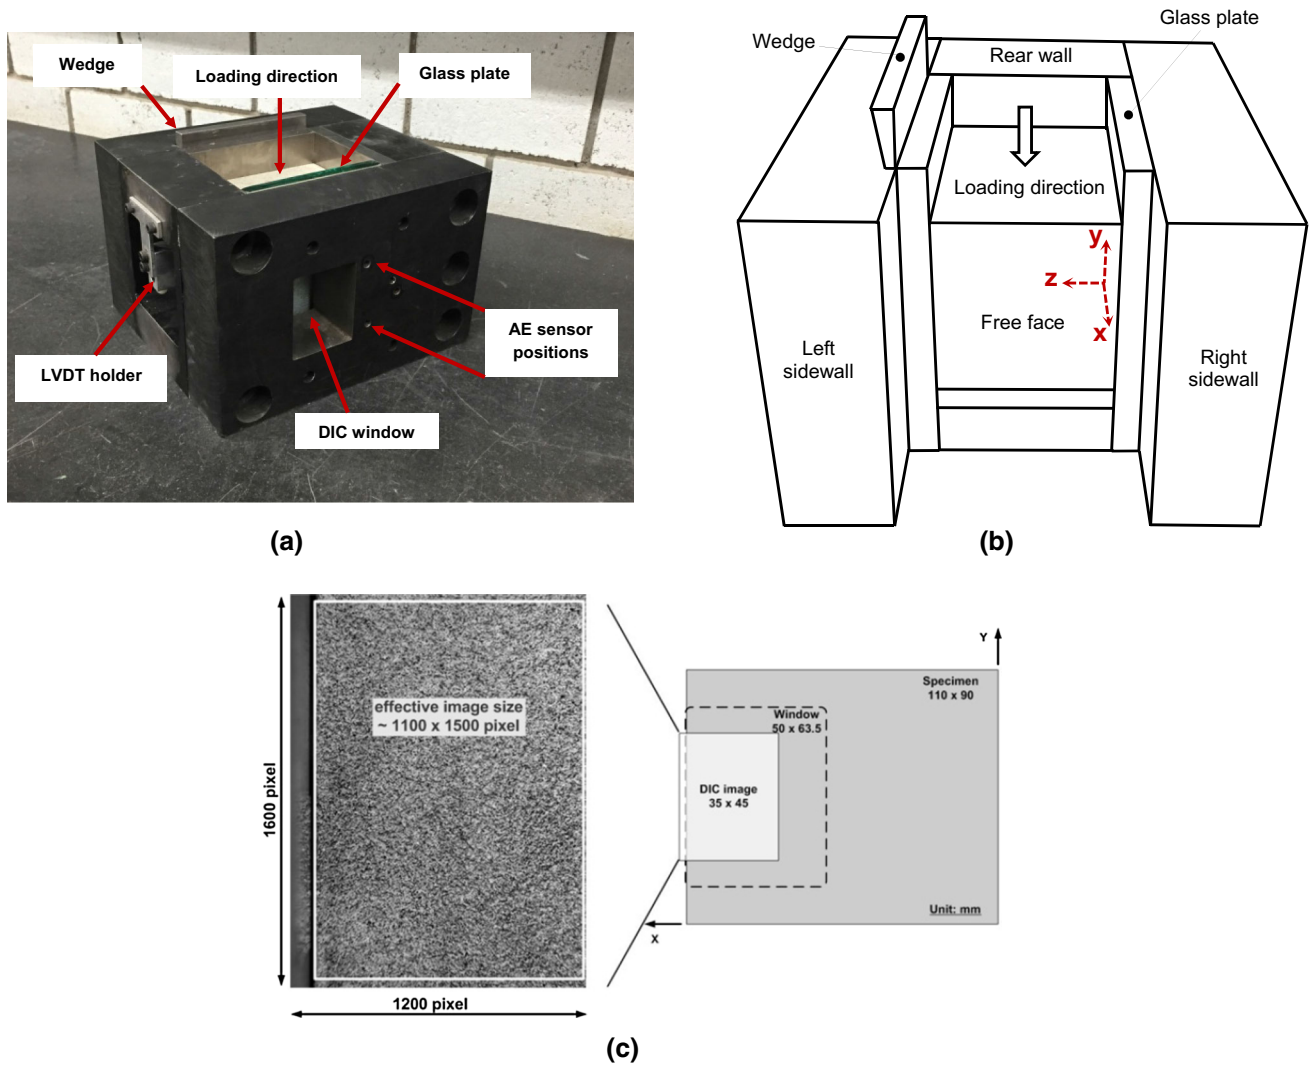 Wedge
Loading direction
Glass plate
LVDT holder
DIC window
AE sensor
positions
(a)
Glass plate
Wedge
Rear wall
Loading direction
y
z
x
Free face
Left
sidewall
Right
sidewall
(b)
1600 pixel
effective image size
~ 1100 x 1500 pixel
1200 pixel
Y
Specimen
110 x 90
Window
50 x 63.5
DIC image
35 x 45
Unit: mm
X
(c)